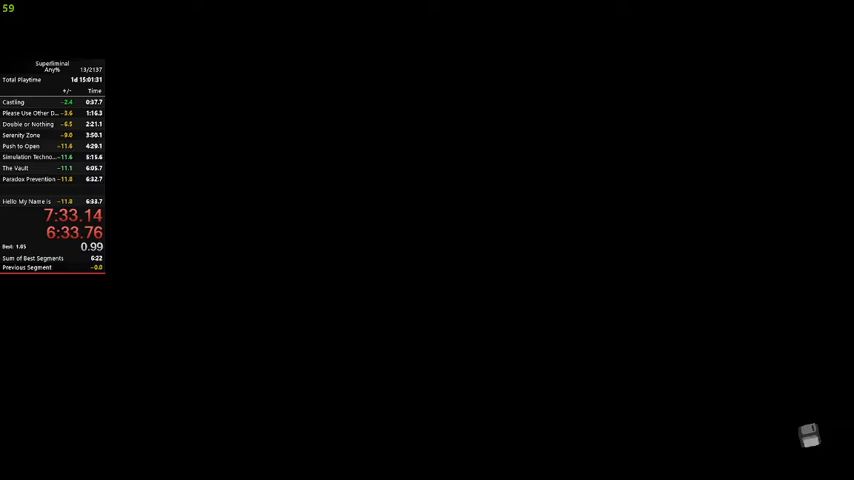 59
Superliminal
Any%
13/2137
Total Playtime 1d 15:01:31
+/- Time
Castling -2.4 0:37.7
Please Use Other D... -3.6 1:16.3
Double or Nothing -6.5 2:21.1
Serenity Zone -9.0 3:50.1
Push to Open -11.6 4:29.1
Simulation Techno... -11.6 5:15.6
The Vault -11.1 6:05.7
Paradox Prevention -11.8 6:32.7
Hello My Name is -11.8 6:33.7
7:33.14
6:33.76
Best: 1.05 0.99
Sum of Best Segments 6:22
Previous Segment -0.0